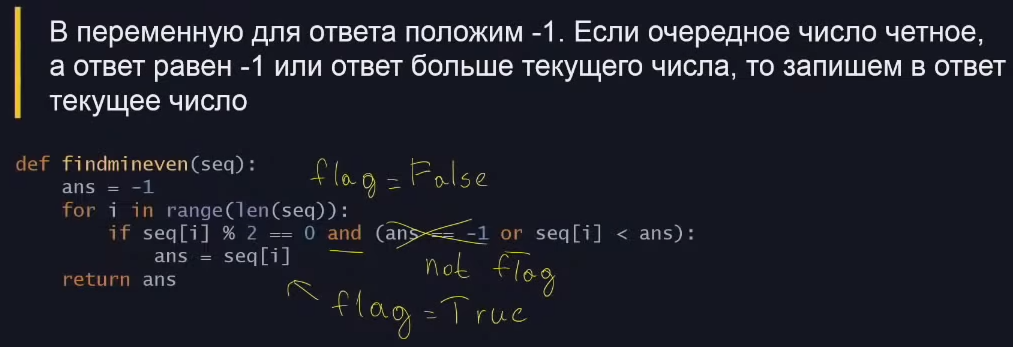 В переменную для ответа положим -1. Если очередное число четное,
а ответ равен -1 или ответ больше текущего числа, то запишем в ответ
текущее число
def findmineven(seq):
flag = False
    ans = -1
    for i in range(len(seq)):
        if seq[i] % 2 == 0 and (ans == -1 or seq[i] < ans):
            ans = seq[i]
not flag
    return ans
flag = True